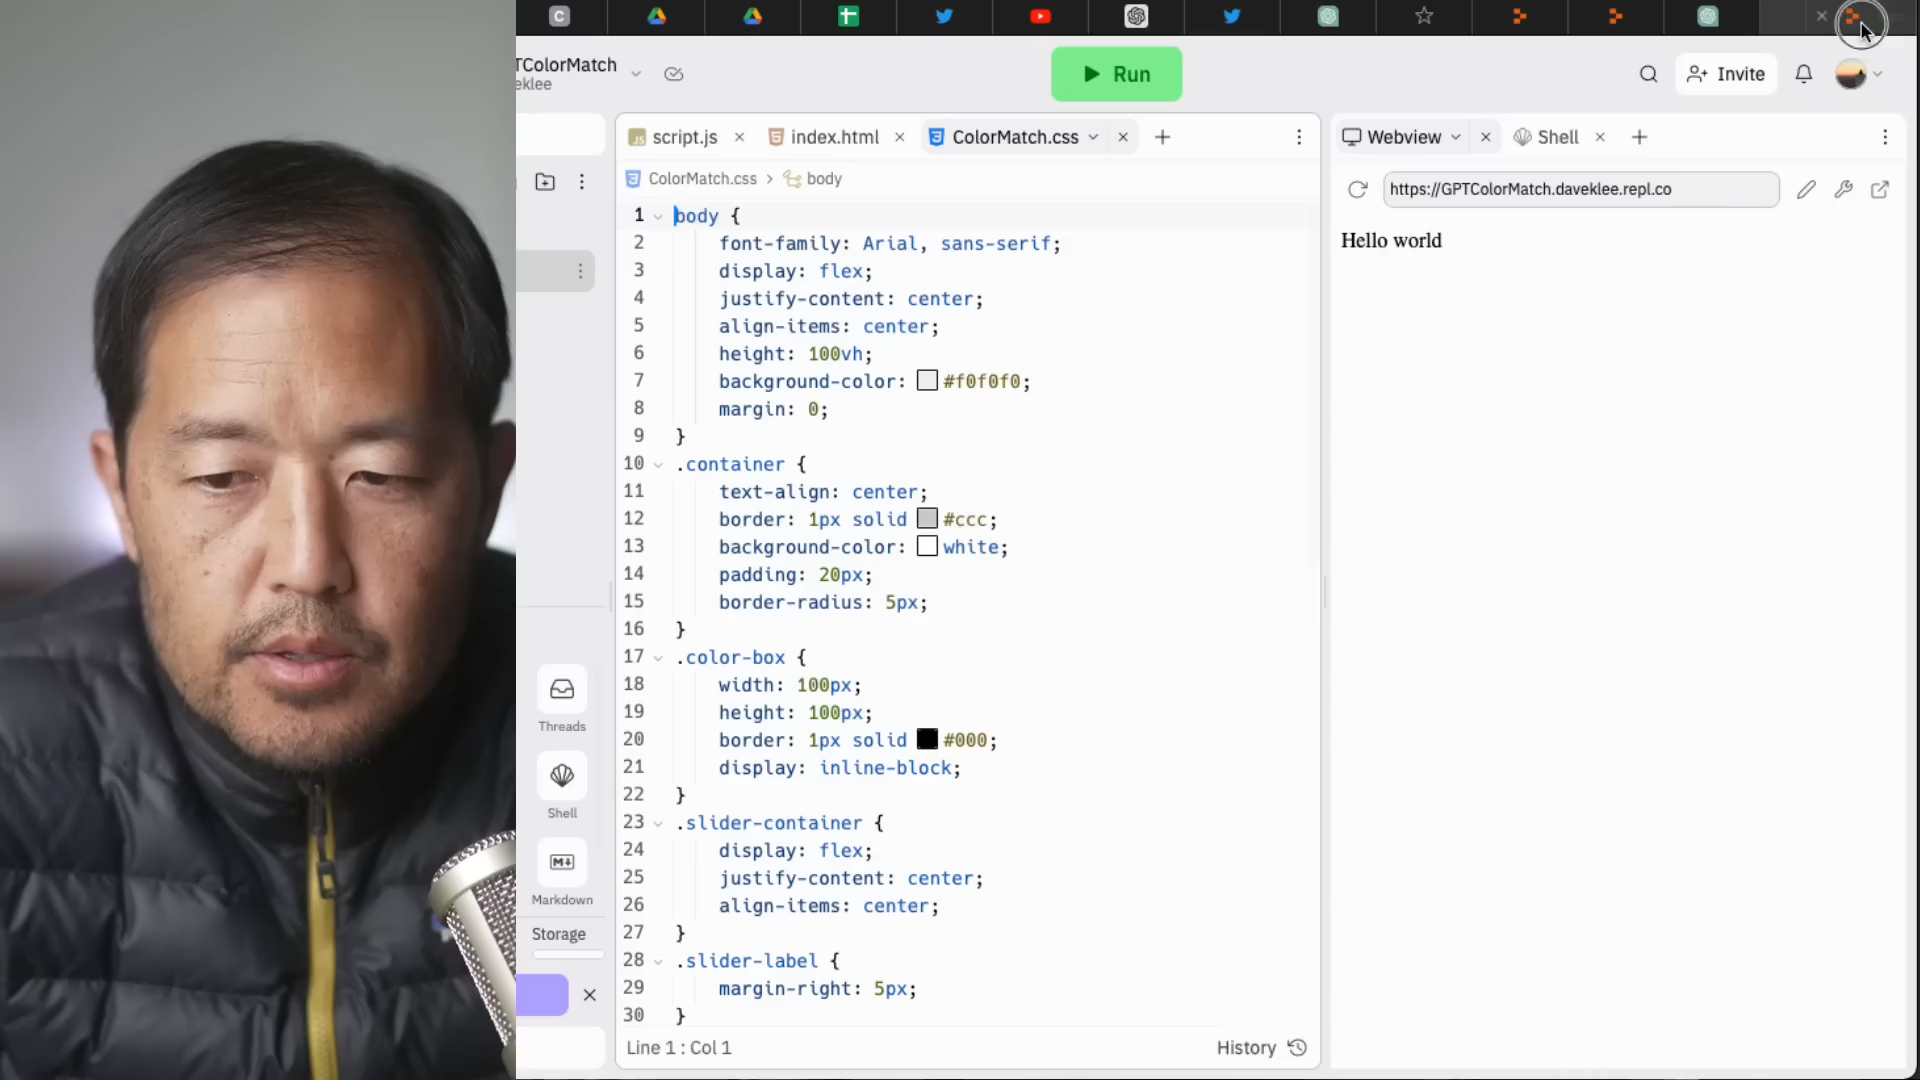 TColorMatch
eklee
Run
Invite
script.js
index.html
ColorMatch.css
Webview
Shell
ColorMatch.css > body
https://GPTColorMatch.daveklee.repl.co
Hello world
1 body {
2 font-family: Arial, sans-serif;
3 display: flex;
4 justify-content: center;
5 align-items: center;
6 height: 100vh;
7 background-color: #f0f0f0;
8 margin: 0;
9 }
10 .container {
11 text-align: center;
12 border: 1px solid #ccc;
13 background-color: white;
14 padding: 20px;
15 border-radius: 5px;
16 }
17 .color-box {
18 width: 100px;
19 height: 100px;
20 border: 1px solid #000;
21 display: inline-block;
22 }
23 .slider-container {
24 display: flex;
25 justify-content: center;
26 align-items: center;
27 }
28 .slider-label {
29 margin-right: 5px;
30 }
Threads
Shell
Markdown
Storage
Line 1 : Col 1
History